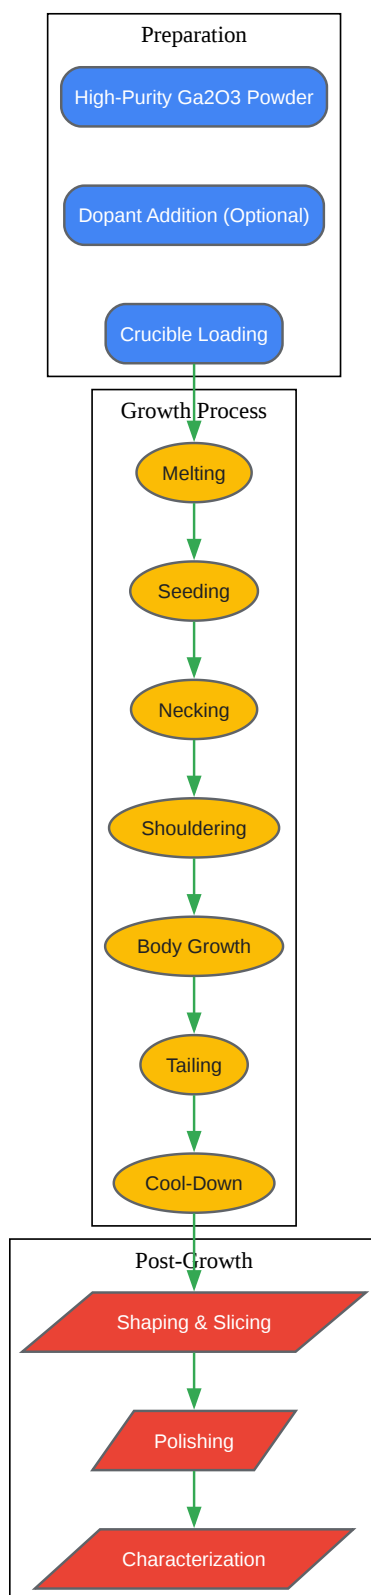 Preparation
High-Purity Ga2O3 Powder
Dopant Addition (Optional)
Crucible Loading
Growth Process
Melting
Seeding
Necking
Shouldering
Body Growth
Tailing
Cool-Down
Post-Growth
Shaping & Slicing
Polishing
Characterization